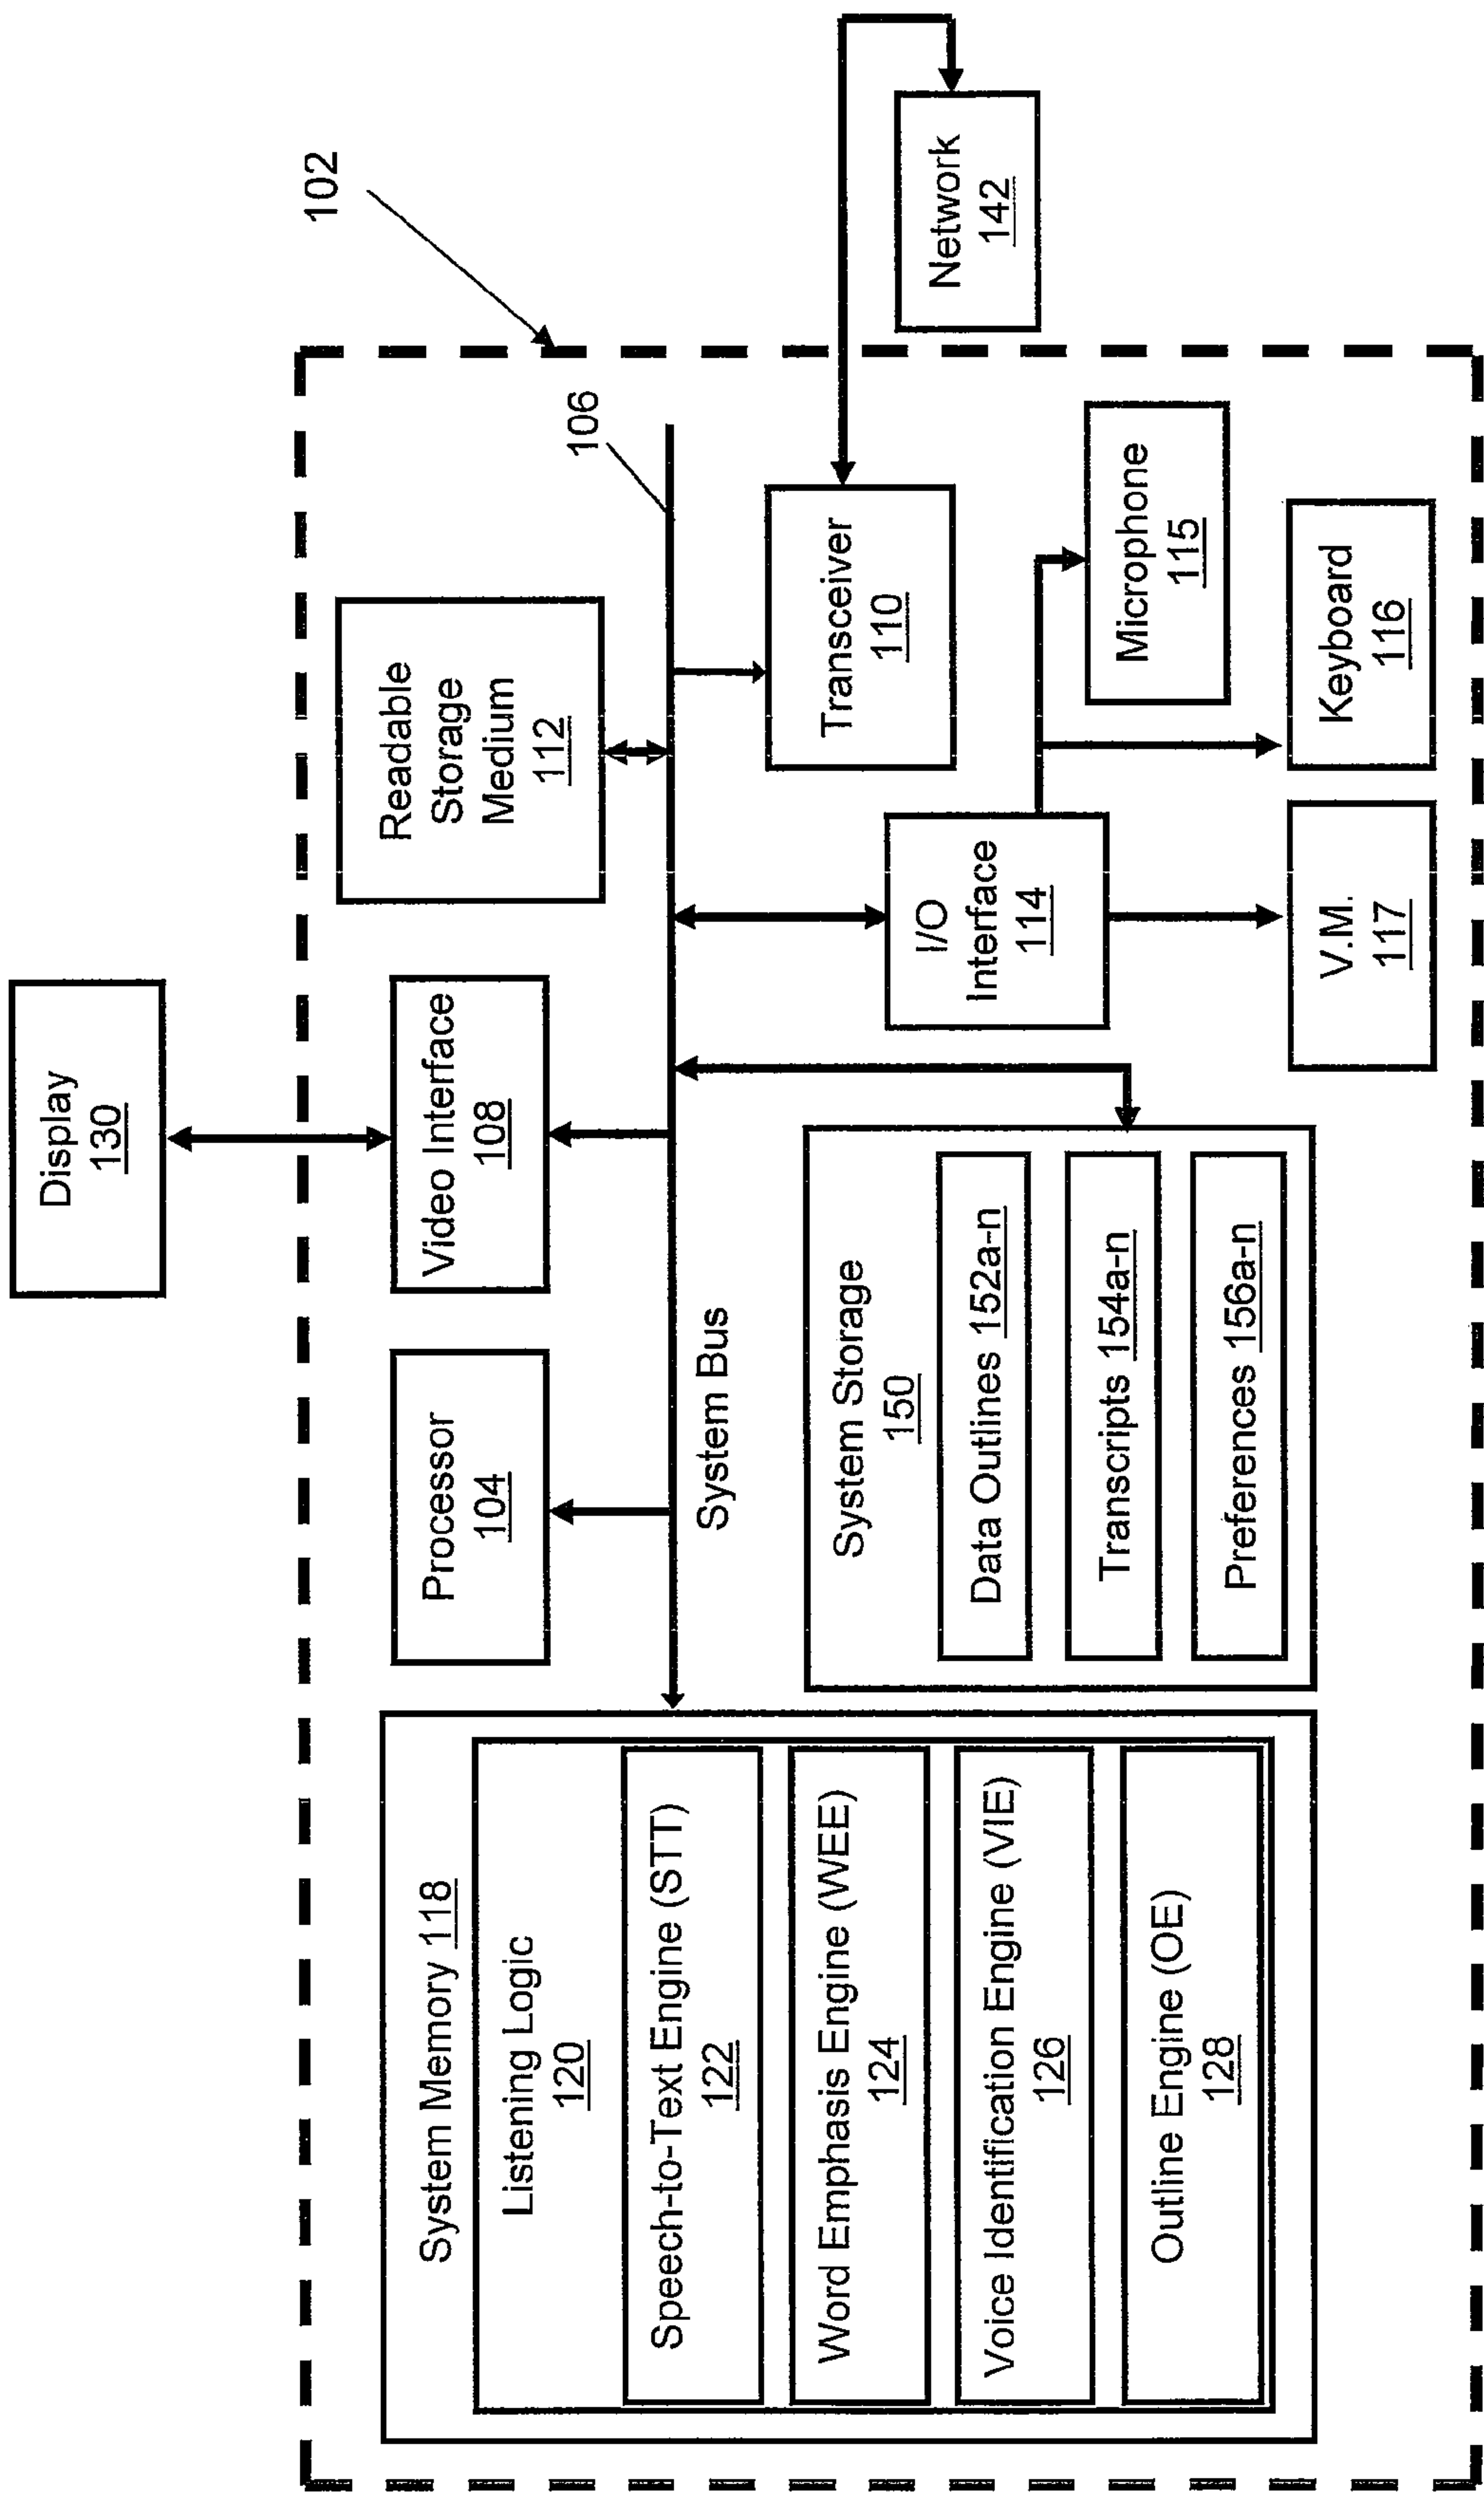 Display
130
102
System Memory 118
Listening Logic
120
Speech-to-Text Engine (STT)
122
Word Emphasis Engine (WEE)
124
Voice Identification Engine (VIE)
126
Outline Engine (OE)
128
Processor
104
Video Interface
108
Readable
Storage
Medium
112
106
System Bus
System Storage
150
Data Outlines 152a-n
Transcripts 154a-n
Preferences 156a-n
I/O
Interface
114
Transceiver
110
Network
142
Microphone
115
V.M.
117
Keyboard
116